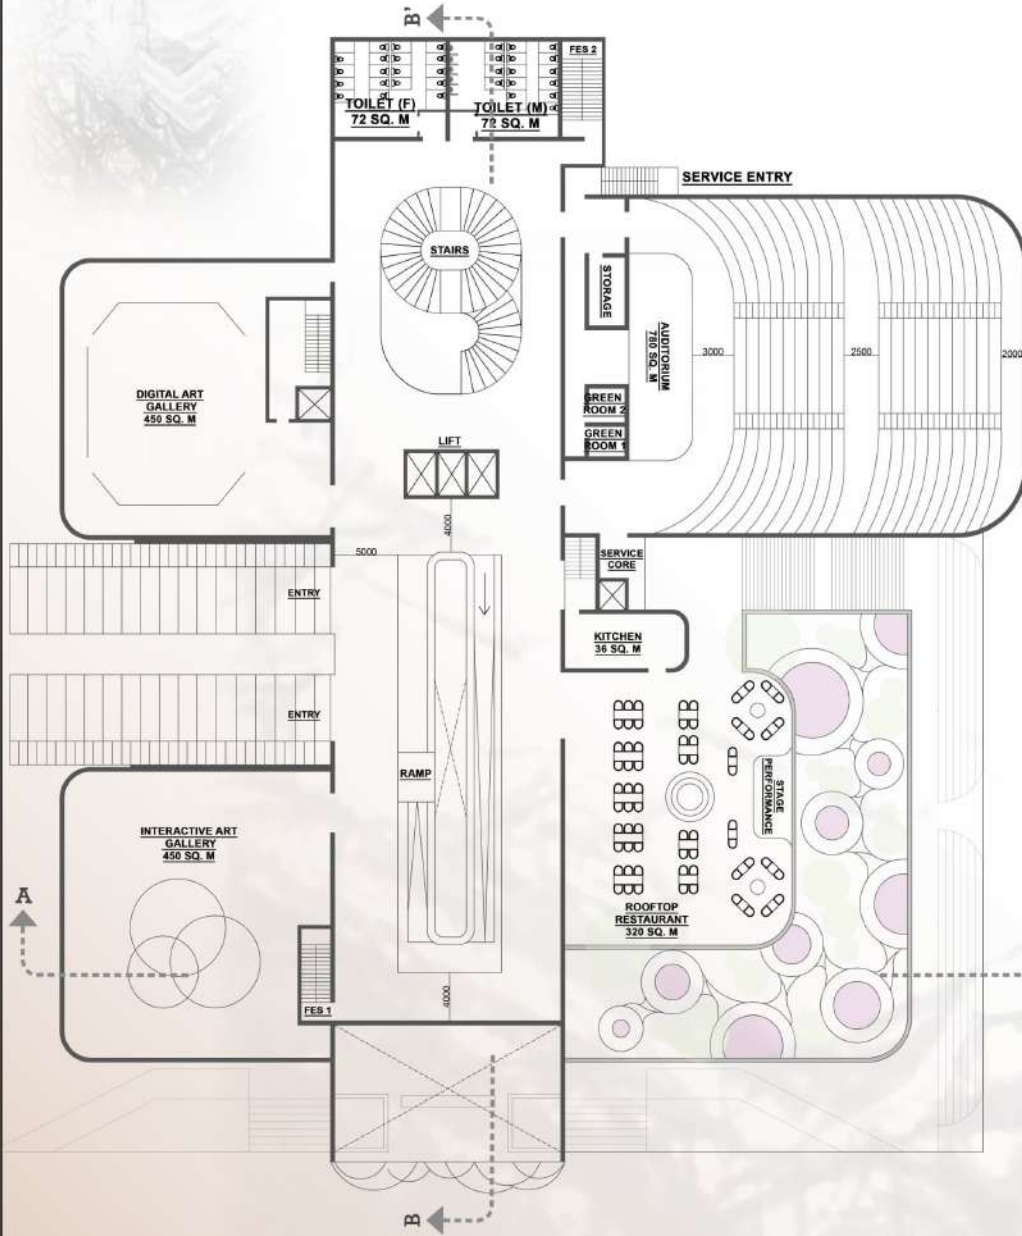 B'
FES 2
TOILET (F)
72 SQ. M
TOILET (M)
72 SQ. M
SERVICE ENTRY
STAIRS
STORAGE
AUDITORIUM
780 SQ. M
3000
2500
2000
DIGITAL ART
GALLERY
450 SQ. M
GREEN
ROOM 2
GREEN
ROOM 1
LIFT
4000
5000
SERVICE
CORE
ENTRY
KITCHEN
36 SQ. M
ENTRY
RAMP
STAGE
PERFORMANCE
INTERACTIVE ART
GALLERY
450 SQ. M
A
ROOFTOP
RESTAURANT
320 SQ. M
4000
FES 1
B